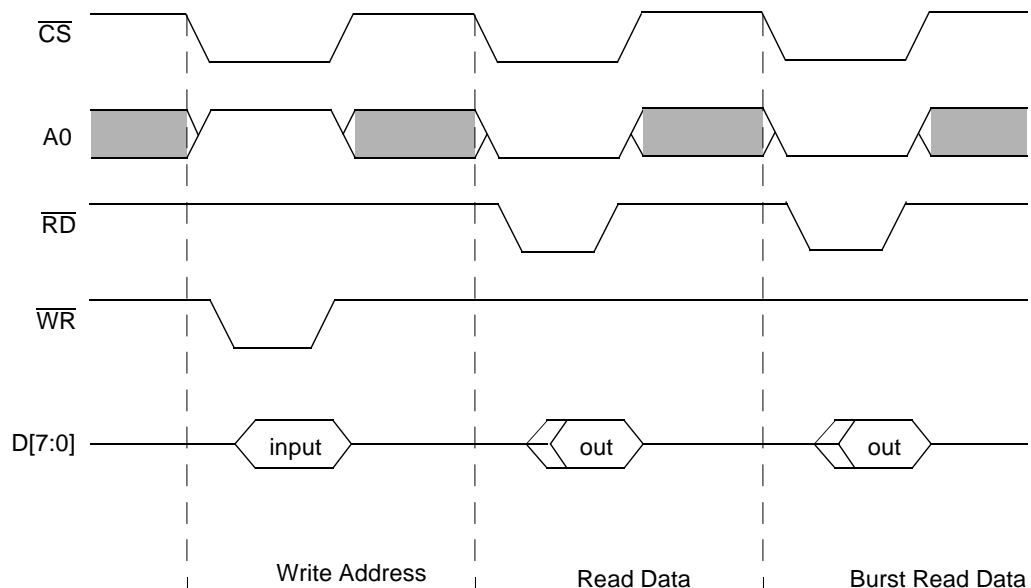 CS
A0
RD
WR
D[7:0]
input
out
out
Write Address
Read Data
Burst Read Data